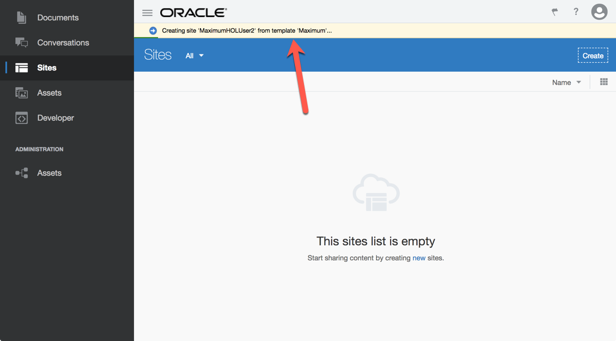 Documents
Conversations
Sites
Assets
Developer
ADMINISTRATION
Assets
ORACLE®
?
Creating site 'MaximumHOLUser2' from template 'Maximum'...
Sites
All
Create
Name
This sites list is empty
Start sharing content by creating new sites.